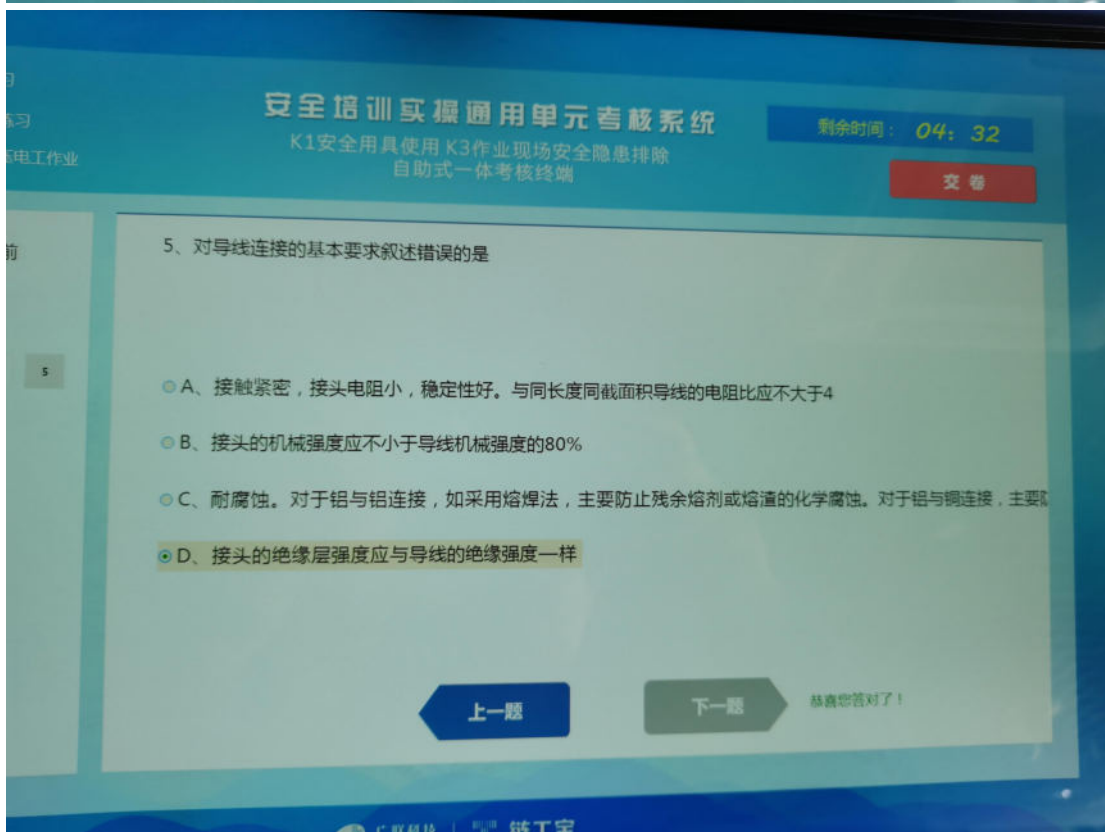 习
练习
压电工作业
安全培训实操通用单元考核系统
K1安全用具使用 K3作业现场安全隐患排除
自助式一体考核终端
剩余时间： 04: 32
交卷
前
5
5、对导线连接的基本要求叙述错误的是
A、接触紧密，接头电阻小，稳定性好。与同长度同截面积导线的电阻比应不大于4
B、接头的机械强度应不小于导线机械强度的80%
C、耐腐蚀。对于铝与铝连接，如采用熔焊法，主要防止残余熔剂或熔渣的化学腐蚀。对于铝与铜连接，主要
D、接头的绝缘层强度应与导线的绝缘强度一样
上一题
下一题
恭喜您答对了！
链工宝